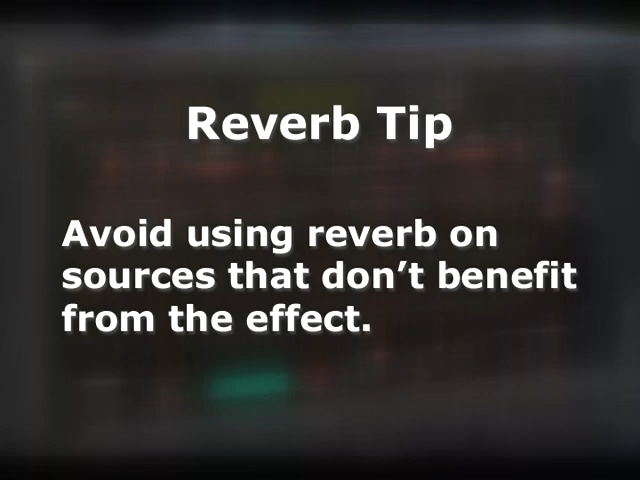 Reverb Tip
Avoid using reverb on
sources that don’t benefit
from the effect.